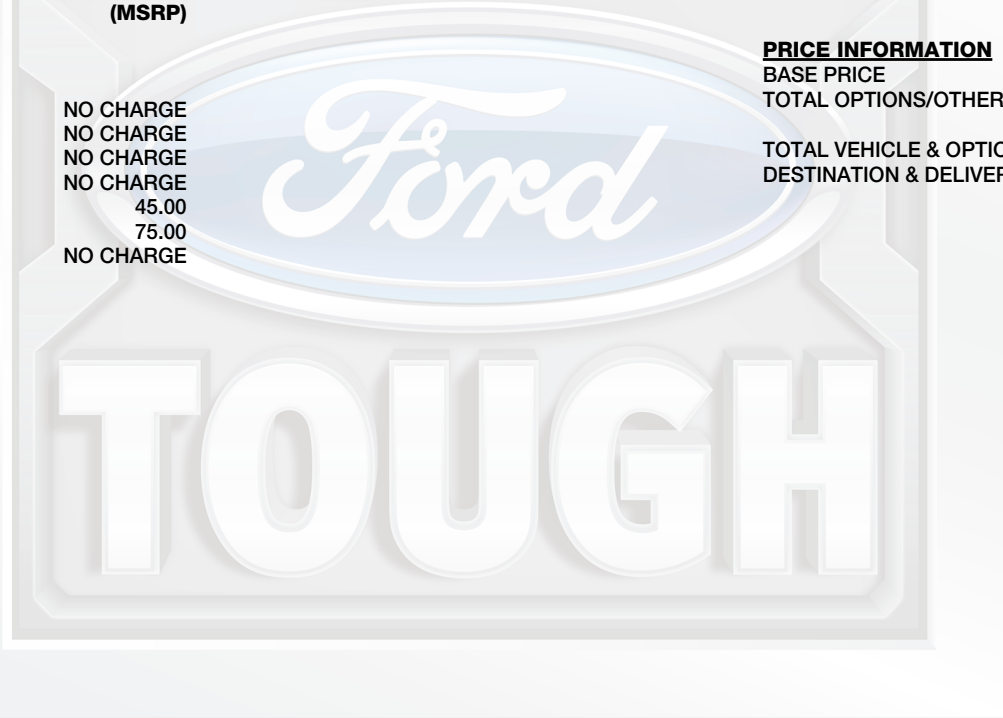 (MSRP)
NO CHARGE
NO CHARGE
NO CHARGE
NO CHARGE
45.00
75.00
NO CHARGE
PRICE INFORMATION
BASE PRICE
TOTAL OPTIONS/OTHER
TOTAL VEHICLE & OPTIO
DESTINATION & DELIVER
Ford
TOUGH